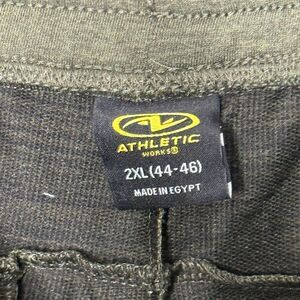 ATHLETIC
WORKS®
2XL (44-46)
MADE IN EGYPT